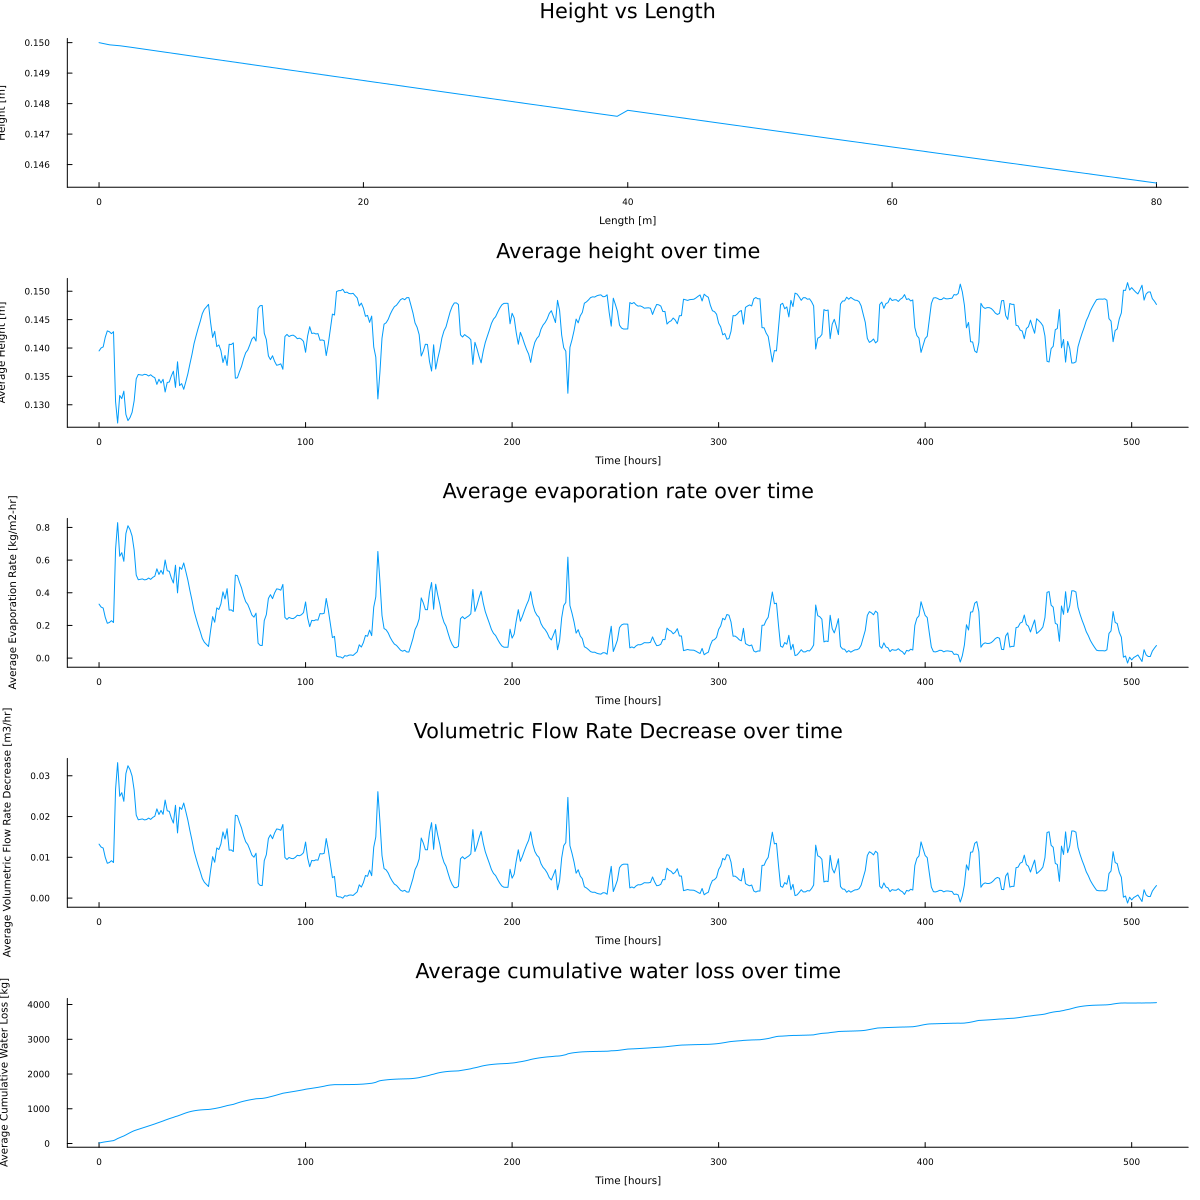 Height vs Length
Height [m]
0.150
0.149
0.148
0.147
0.146
0 20 40 60 80
Length [m]
Average height over time
Average Height [m]
0.150
0.145
0.140
0.135
0.130
0 100 200 300 400 500
Time [hours]
Average evaporation rate over time
Average Evaporation Rate [kg/m2-hr]
0.8
0.6
0.4
0.2
0.0
0 100 200 300 400 500
Time [hours]
Volumetric Flow Rate Decrease over time
Average Volumetric Flow Rate Decrease [m3/hr]
0.03
0.02
0.01
0.00
0 100 200 300 400 500
Time [hours]
Average cumulative water loss over time
Average Cumulative Water Loss [kg]
4000
3000
2000
1000
0
0 100 200 300 400 500
Time [hours]